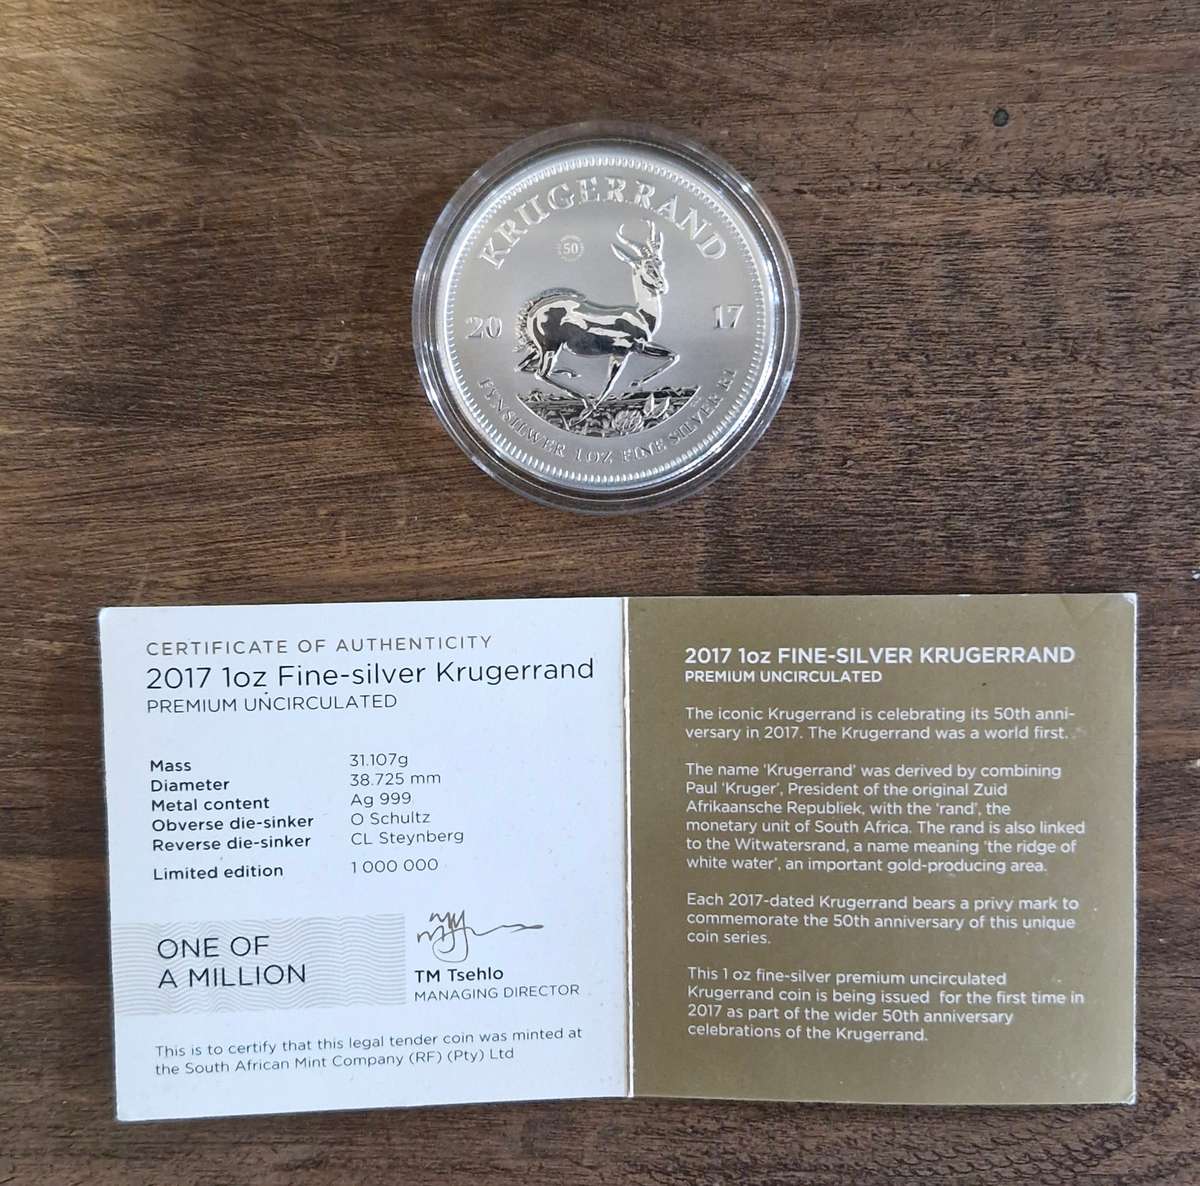 KRUGERRAND
50
20 17
FYNSILWER 1OZ FINE SILVER R1
CERTIFICATE OF AUTHENTICITY
2017 1oz Fine-silver Krugerrand
PREMIUM UNCIRCULATED
Mass 31.107g
Diameter 38.725 mm
Metal content Ag 999
Obverse die-sinker O Schultz
Reverse die-sinker CL Steynberg
Limited edition 1 000 000
ONE OF
A MILLION
TM Tsehlo
MANAGING DIRECTOR
This is to certify that this legal tender coin was minted at
the South African Mint Company (RF) (Pty) Ltd
2017 1oz FINE-SILVER KRUGERRAND
PREMIUM UNCIRCULATED
The iconic Krugerrand is celebrating its 50th anni-
versary in 2017. The Krugerrand was a world first.
The name ‘Krugerrand’ was derived by combining
Paul ‘Kruger’, President of the original Zuid
Afrikaansche Republiek, with the ‘rand’, the
monetary unit of South Africa. The rand is also linked
to the Witwatersrand, a name meaning ‘the ridge of
white water’, an important gold-producing area.
Each 2017-dated Krugerrand bears a privy mark to
commemorate the 50th anniversary of this unique
coin series.
This 1 oz fine-silver premium uncirculated
Krugerrand coin is being issued for the first time in
2017 as part of the wider 50th anniversary
celebrations of the Krugerrand.